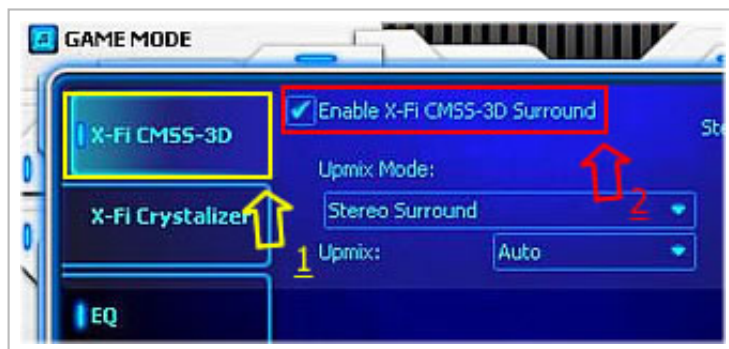 GAME MODE
X-Fi CMSS-3D
Enable X-Fi CMSS-3D Surround
Ste
Upmix Mode:
X-Fi Crystalizer
Stereo Surround
2
1
Upmix:
Auto
EQ